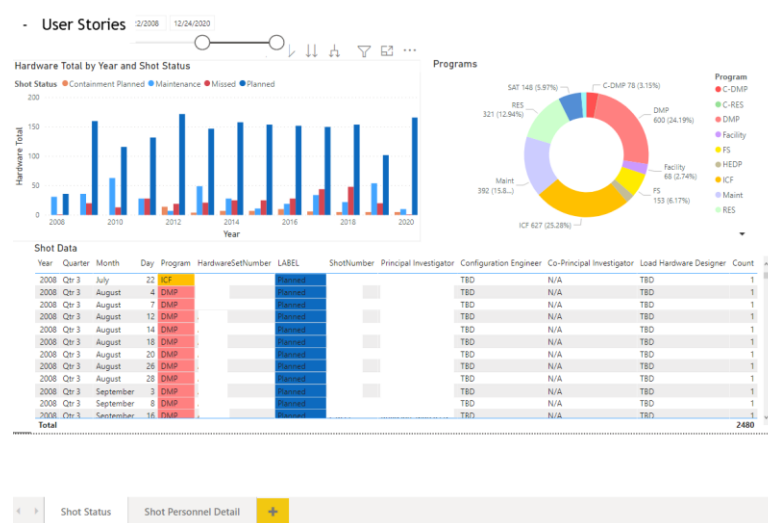 - User Stories
2/2008 12/24/2020
Hardware Total by Year and Shot Status
Shot Status Containment Planned Maintenance Missed Planned
200
150
100
50
0
Hardware Total
2008 2010 2012 2014 2016 2018 2020
Year
Programs
SAT 148 (5.97%)
C-DMP 78 (3.15%)
RES
321 (12.94%)
DMP
600 (24.19%)
Maint
392 (15.8...)
Facility
68 (2.74%)
FS
153 (6.17%)
ICF 627 (25.28%)
Program
C-DMP
C-RES
DMP
Facility
FS
HEDP
ICF
Maint
RES
Shot Data
Year Quarter Month Day Program HardwareSetNumber LABEL ShotNumber Principal Investigator Configuration Engineer Co-Principal Investigator Load Hardware Designer Count
2008 Qtr 3 July 22 ICF Planned TBD N/A TBD 1
2008 Qtr 3 August 4 DMP Planned TBD N/A TBD 1
2008 Qtr 3 August 7 DMP Planned TBD N/A TBD 1
2008 Qtr 3 August 12 DMP Planned TBD N/A TBD 1
2008 Qtr 3 August 14 DMP Planned TBD N/A TBD 1
2008 Qtr 3 August 18 DMP Planned TBD N/A TBD 1
2008 Qtr 3 August 20 DMP Planned TBD N/A TBD 1
2008 Qtr 3 August 26 DMP Planned TBD N/A TBD 1
2008 Qtr 3 August 28 DMP Planned TBD N/A TBD 1
2008 Qtr 3 September 3 DMP Planned TBD N/A TBD 1
2008 Qtr 3 September 8 DMP Planned TBD N/A TBD 1
2008 Qtr 3 September 16 DMP Planned TBD N/A TBD 1
Total 2480
Shot Status Shot Personnel Detail +